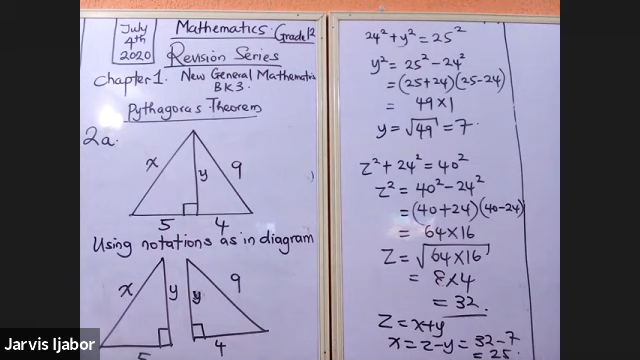 July
4th
2020
Mathematics. Grade 12
Revision Series
Chapter 1. New General Mathematics
BK3.
Pythagoras Theorem
2a.
x
y
9
5
4
Using notations as in diagram
x
y
y
9
5
4
24² + y² = 25²
y² = 25² - 24²
= (25+24)(25-24)
= 49 × 1
y = √49 = 7
Z² + 24² = 40²
Z² = 40² - 24²
= (40+24)(40-24)
= 64 × 16
Z = √64 × 16
= 8 × 4
= 32
Z = x+y
x = z-y = 32-7
= 25
Jarvis Ijabor